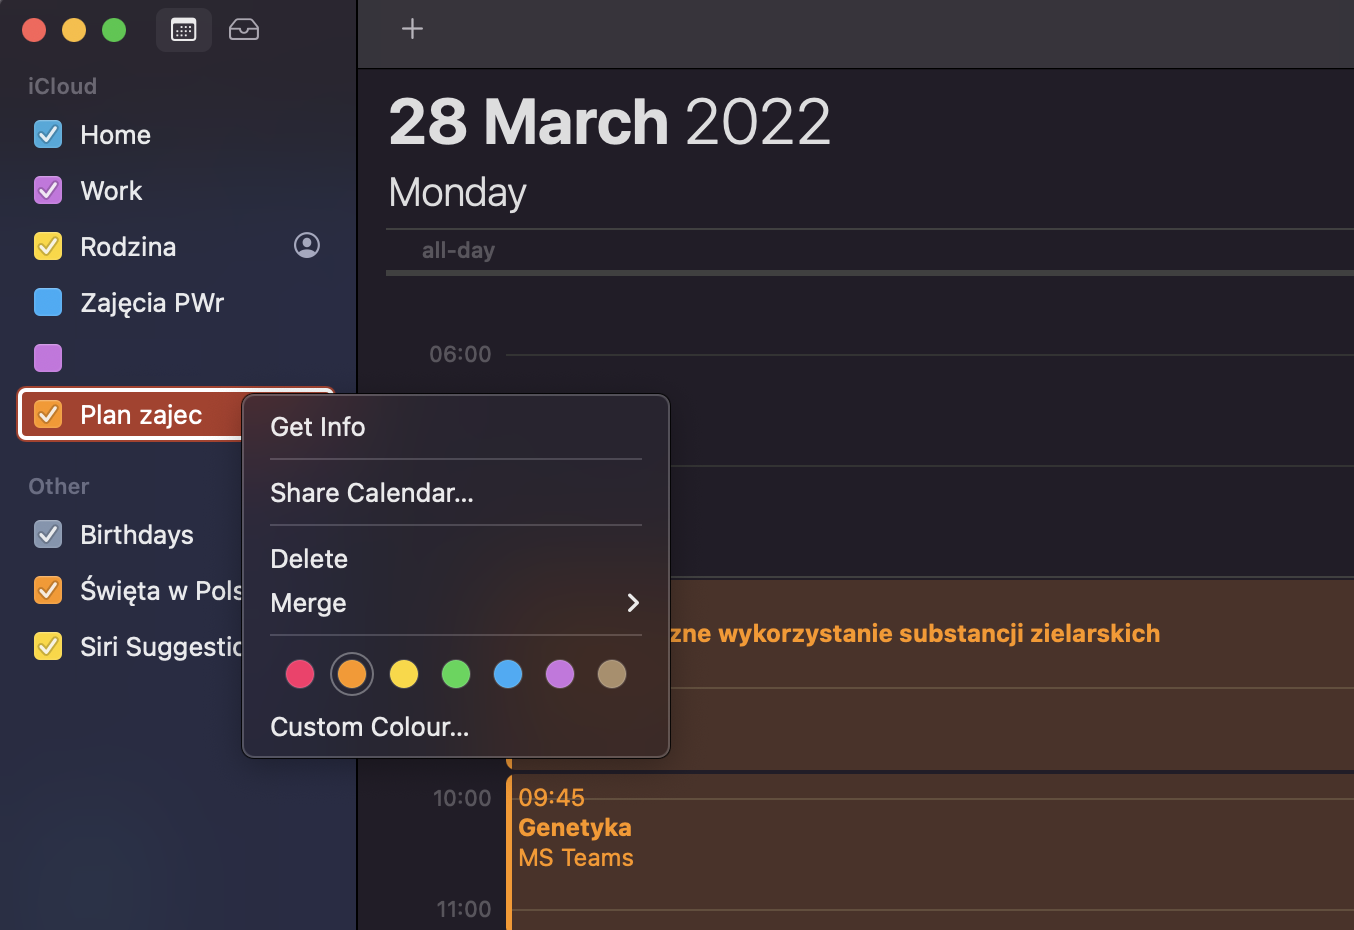 iCloud
Home
Work
Rodzina
Zajęcia PWr
Plan zajec
Other
Birthdays
Święta w Pols
Siri Suggestic
Get Info
Share Calendar...
Delete
Merge
Custom Colour...
28 March 2022
Monday
all-day
06:00
zne wykorzystanie substancji zielarskich
10:00
09:45
Genetyka
MS Teams
11:00